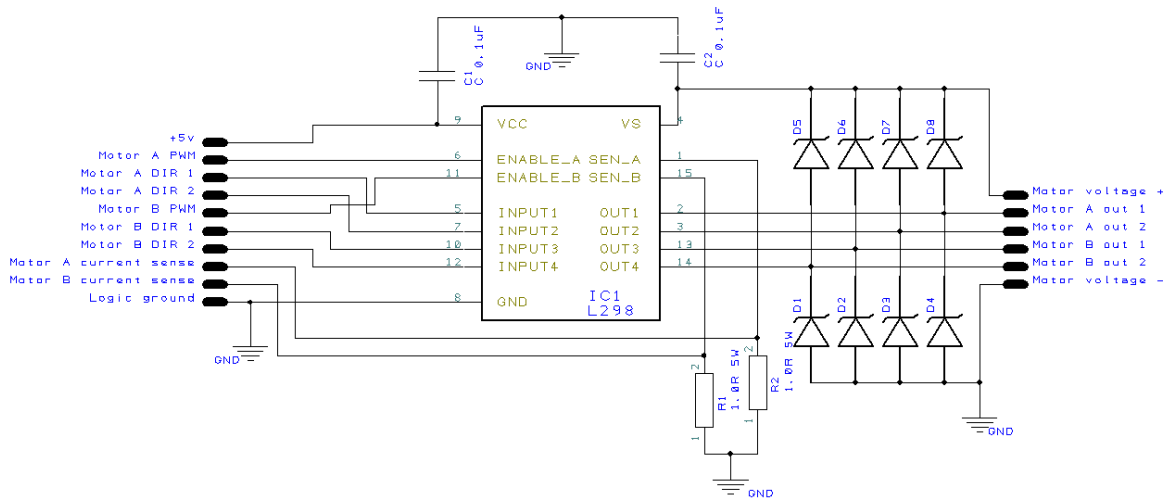 C1
C 0.1uF
GND
C2
C 0.1uF
+5v
Motor A PWM
Motor A DIR 1
Motor A DIR 2
Motor B PWM
Motor B DIR 1
Motor B DIR 2
Motor A current sense
Motor B current sense
Logic ground
GND
9 VCC VS 4
6 ENABLE_A SEN_A 1
11 ENABLE_B SEN_B 15
5 INPUT1 OUT1 2
7 INPUT2 OUT2 3
10 INPUT3 OUT3 13
12 INPUT4 OUT4 14
8 GND
IC1
L298
D5 D6 D7 D8
Motor voltage +
Motor A out 1
Motor A out 2
Motor B out 1
Motor B out 2
Motor voltage -
D1 D2 D3 D4
GND
2
R1
1.0R 5W
1
2
R2
1.0R 5W
1
GND